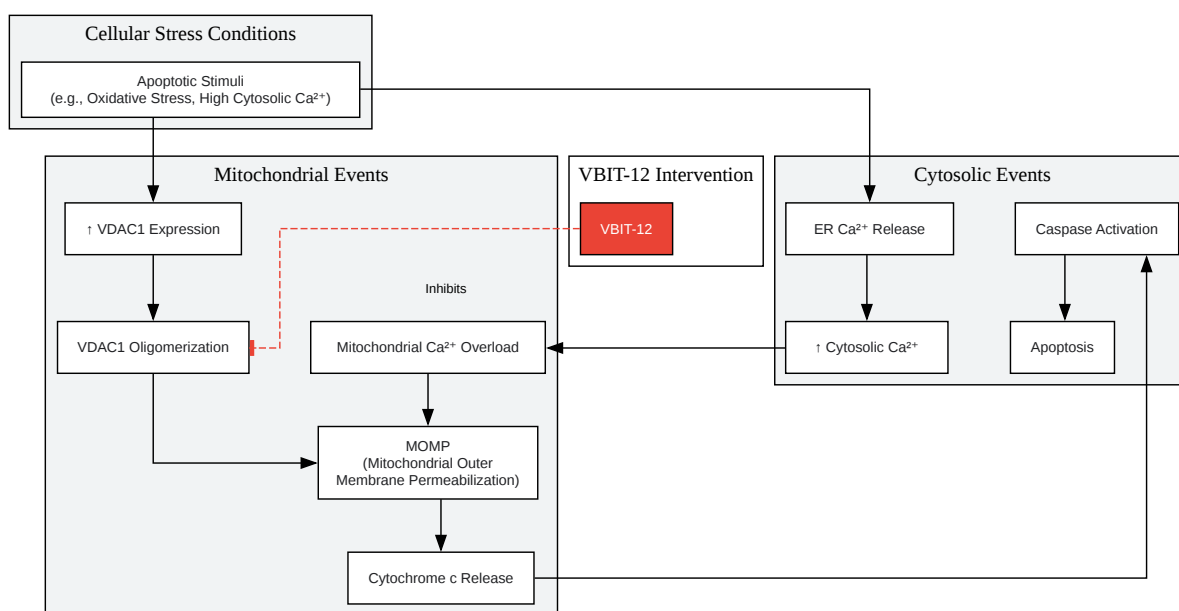 Cellular Stress Conditions
Apoptotic Stimuli
(e.g., Oxidative Stress, High Cytosolic Ca²⁺)
Mitochondrial Events
VBIT-12 Intervention
Cytosolic Events
↑ VDAC1 Expression
VBIT-12
ER Ca²⁺ Release
Caspase Activation
Inhibits
VDAC1 Oligomerization
Mitochondrial Ca²⁺ Overload
↑ Cytosolic Ca²⁺
Apoptosis
MOMP
(Mitochondrial Outer
Membrane Permeabilization)
Cytochrome c Release